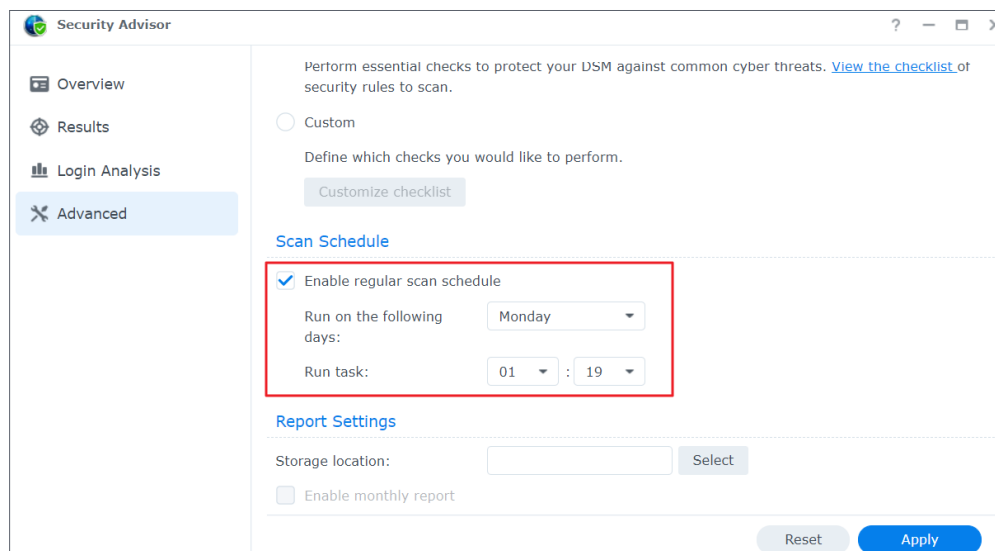 Security Advisor
Overview
Results
Login Analysis
Advanced
Perform essential checks to protect your DSM against common cyber threats. View the checklist of
security rules to scan.
Custom
Define which checks you would like to perform.
Customize checklist
Scan Schedule
Enable regular scan schedule
Run on the following
days:
Monday
Run task:
01 : 19
Report Settings
Storage location:
Select
Enable monthly report
Reset
Apply